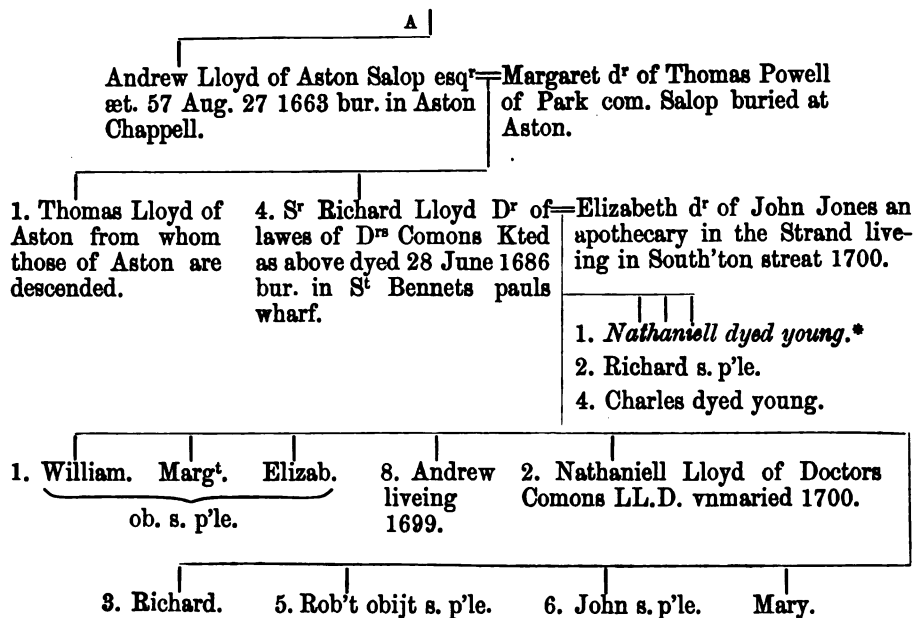 A
Andrew Lloyd of Aston Salop esqʳ=Margaret dʳ of Thomas Powell
æt. 57 Aug. 27 1663 bur. in Aston of Park com. Salop buried at
Chappell. Aston.
1. Thomas Lloyd of 4. Sʳ Richard Lloyd Dʳ of=Elizabeth dʳ of John Jones an
Aston from whom lawes of Dʳˢ Comons Kted apothecary in the Strand live-
those of Aston are as above dyed 28 June 1686 ing in South'ton streat 1700.
descended. bur. in Sᵗ Bennets pauls
wharf.
1. Nathaniell dyed young.*
2. Richard s. p'le.
4. Charles dyed young.
1. William. Margᵗ. Elizab. 8. Andrew 2. Nathaniell Lloyd of Doctors
liveing Comons LL.D. vnmaried 1700.
ob. s. p'le. 1699.
3. Richard. 5. Rob't obijt s. p'le. 6. John s. p'le. Mary.